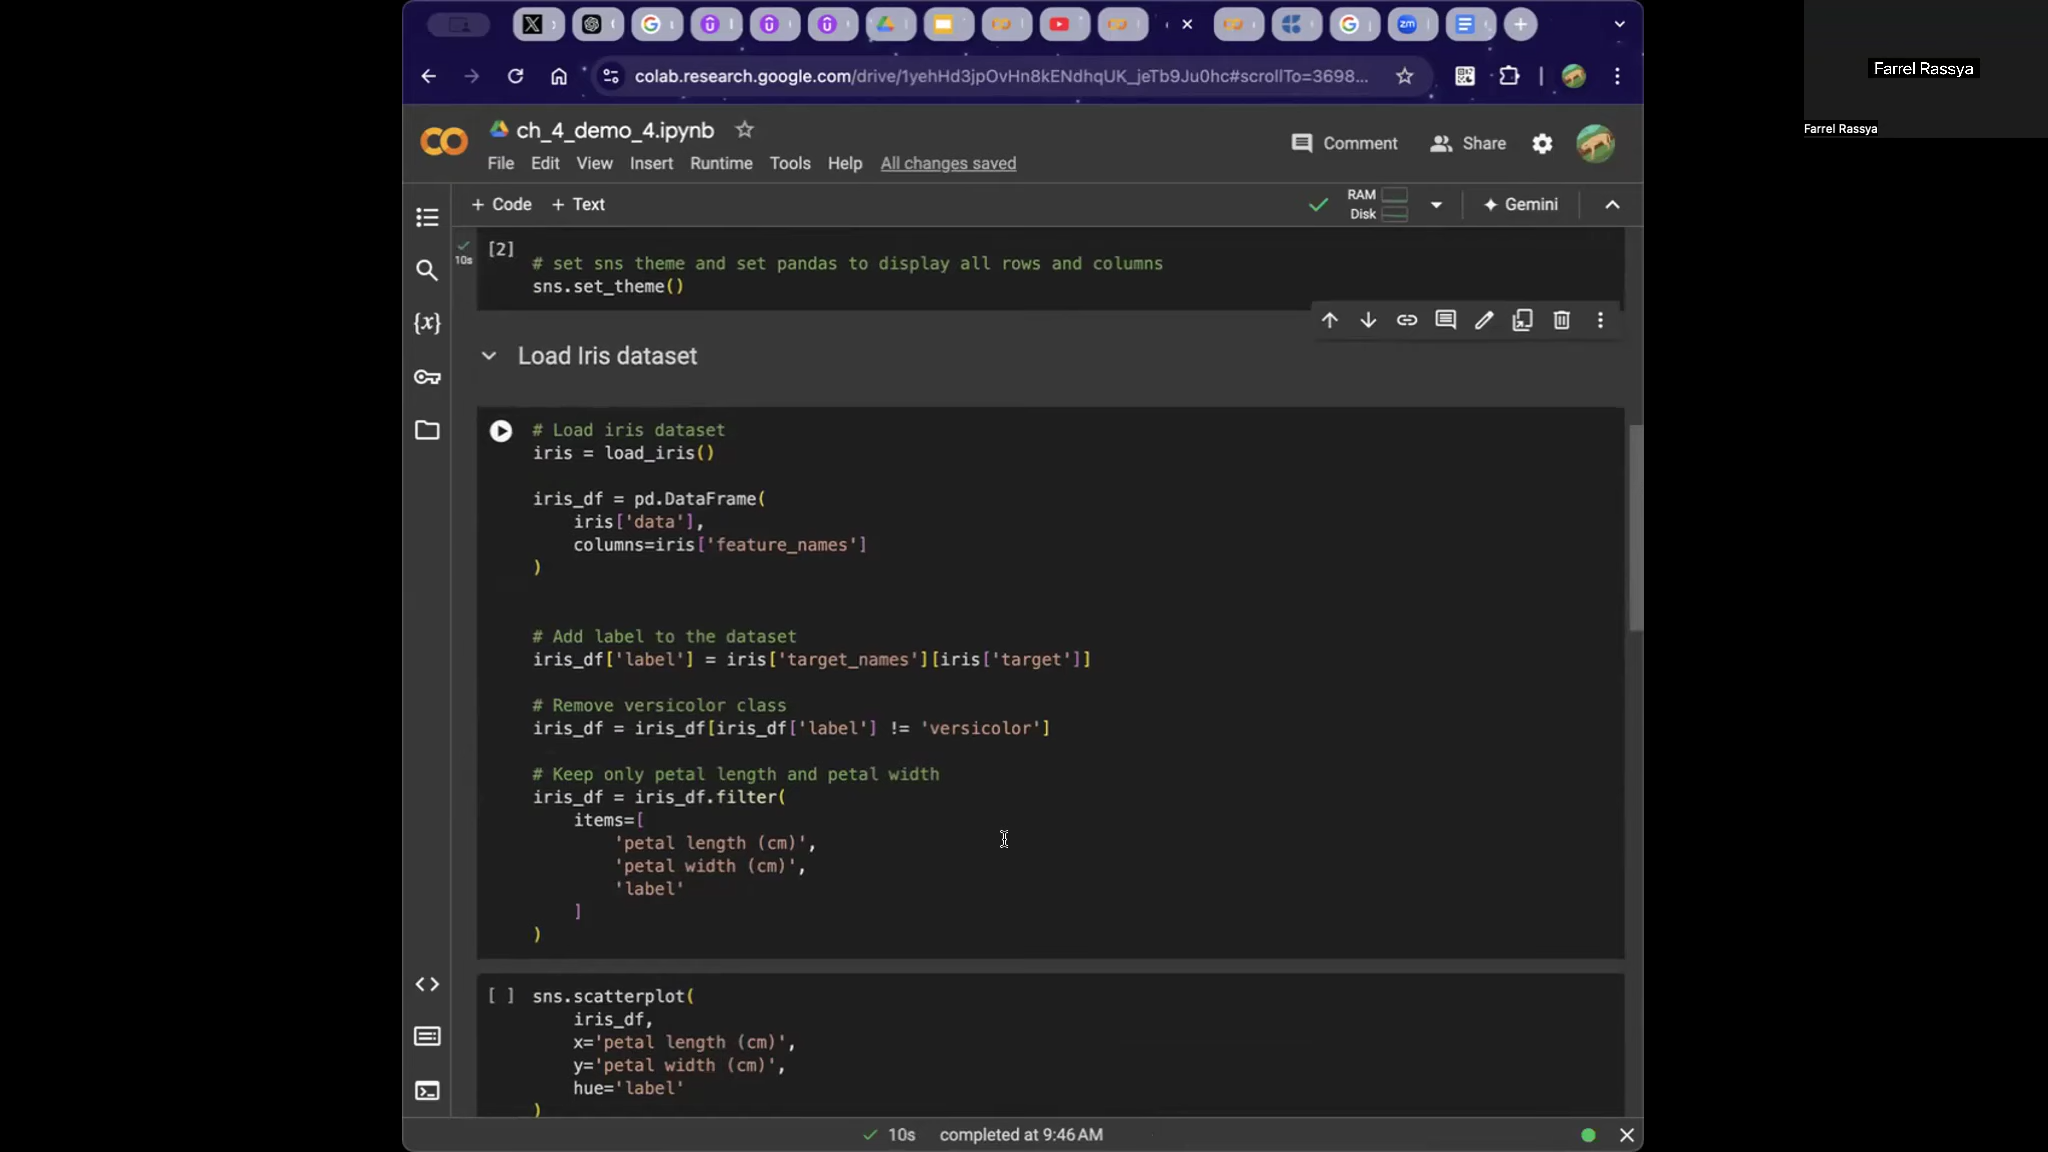 colab.research.google.com/drive/1yehHd3jpOvHn8kENdhqUK_jeTb9Ju0hc#scrollTo=3698...
ch_4_demo_4.ipynb
Comment
Share
File Edit View Insert Runtime Tools Help All changes saved
+ Code + Text
RAM
Disk
Gemini
[2]
10s
# set sns theme and set pandas to display all rows and columns
sns.set_theme()
Load Iris dataset
# Load iris dataset
iris = load_iris()
iris_df = pd.DataFrame(
iris['data'],
columns=iris['feature_names']
)
# Add label to the dataset
iris_df['label'] = iris['target_names'][iris['target']]
# Remove versicolor class
iris_df = iris_df[iris_df['label'] != 'versicolor']
# Keep only petal length and petal width
iris_df = iris_df.filter(
items=[
'petal length (cm)',
'petal width (cm)',
'label'
]
)
[ ] sns.scatterplot(
iris_df,
x='petal length (cm)',
y='petal width (cm)',
hue='label'
)
10s completed at 9:46 AM
Farrel Rassya
Farrel Rassya